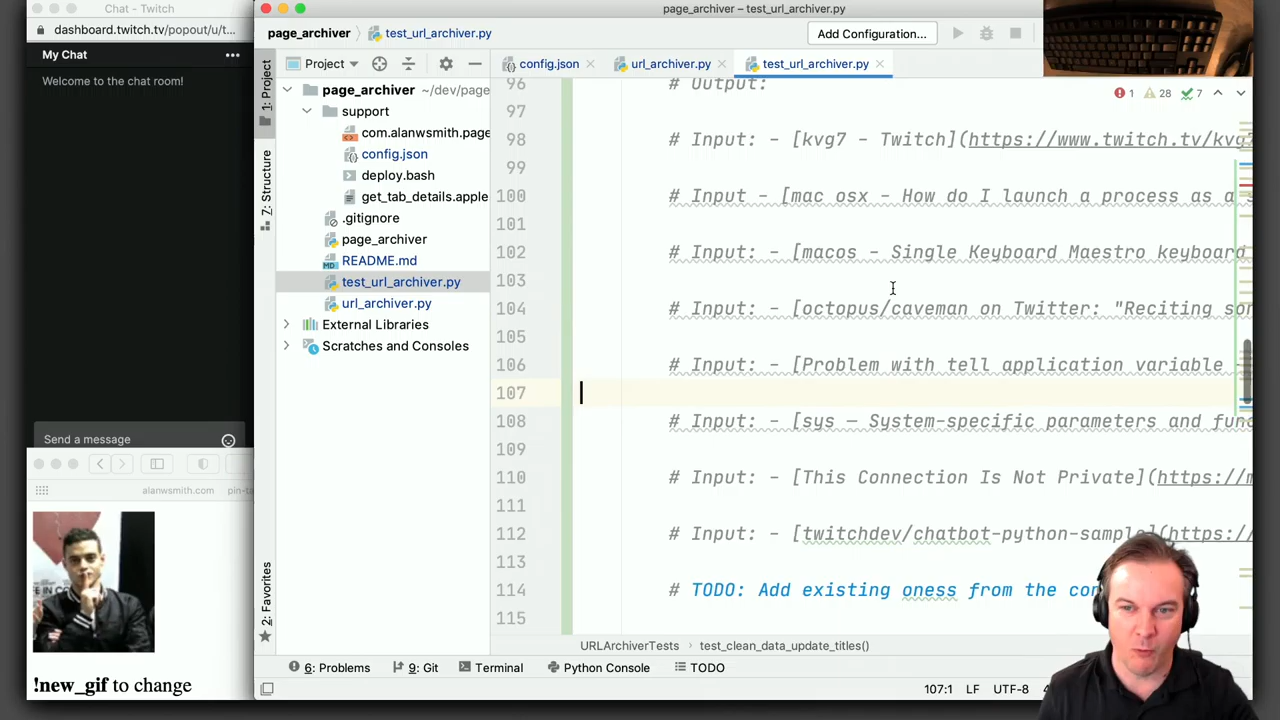 Chat - Twitch
dashboard.twitch.tv/popout/u/t...
My Chat
Welcome to the chat room!
Send a message
alanwsmith.com
pin-ta
!new_gif to change
page_archiver – test_url_archiver.py
page_archiver
test_url_archiver.py
Add Configuration...
1: Project
7: Structure
2: Favorites
Project
page_archiver ~/dev/page
support
com.alanwsmith.page
config.json
deploy.bash
get_tab_details.apple
.gitignore
page_archiver
README.md
test_url_archiver.py
url_archiver.py
External Libraries
Scratches and Consoles
config.json
url_archiver.py
test_url_archiver.py
1 28 7
96 # Output:
97
98 # Input: - [kvg7 - Twitch](https://www.twitch.tv/kvg7
99
100 # Input - [mac osx - How do I launch a process as a s
101
102 # Input: - [macos - Single Keyboard Maestro keyboard
103
104 # Input: - [octopus/caveman on Twitter: "Reciting son
105
106 # Input: - [Problem with tell application variable -
107
108 # Input: - [sys — System-specific parameters and func
109
110 # Input: - [This Connection Is Not Private](https://m
111
112 # Input: - [twitchdev/chatbot-python-sample](https://
113
114 # TODO: Add existing oness from the con
115
URLArchiverTests
test_clean_data_update_titles()
6: Problems
9: Git
Terminal
Python Console
TODO
107:1 LF UTF-8 4